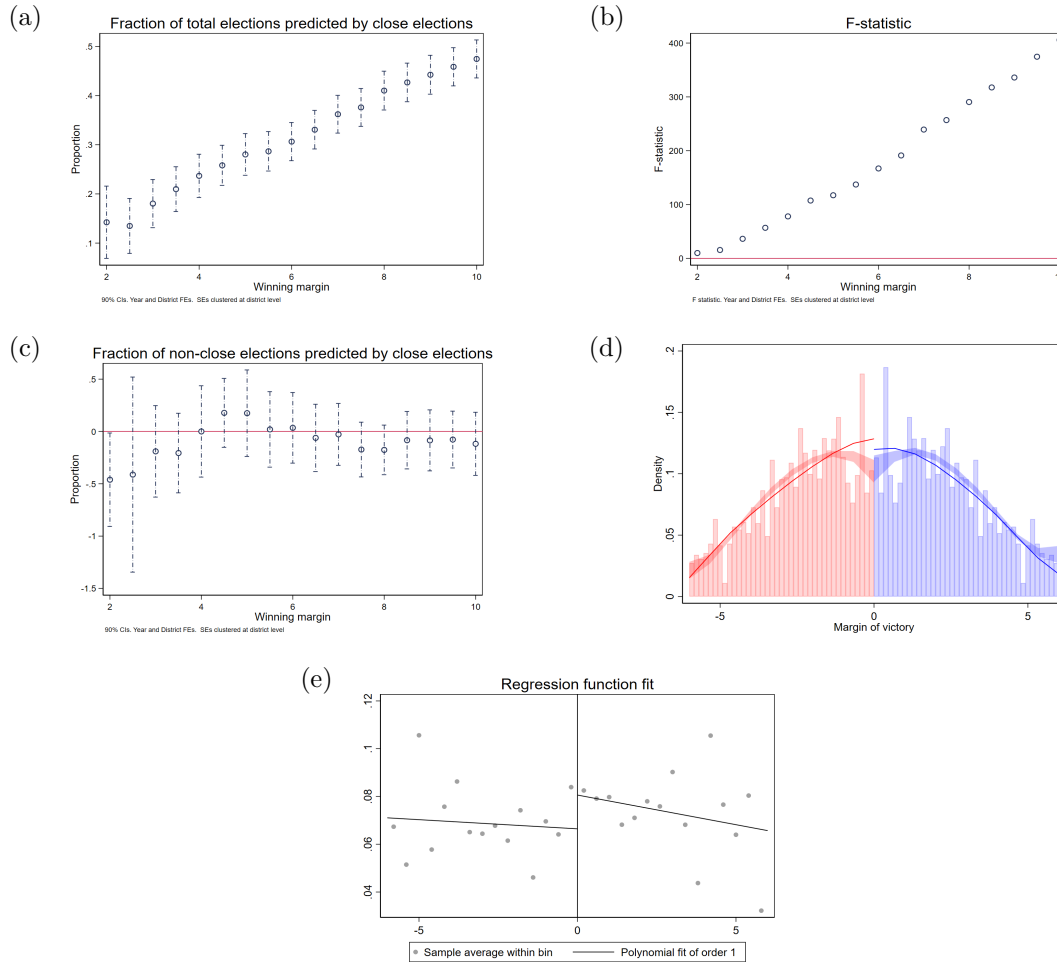 (a)
Fraction of total elections predicted by close elections
Proportion
.5
.4
.3
.2
.1
2
4
6
8
10
Winning margin
90% CIs. Year and District FEs. SEs clustered at district level
(b)
F-statistic
F-statistic
400
300
200
100
0
2
4
6
8
1
Winning margin
F statistic. Year and District FEs. SEs clustered at district level
(c)
Fraction of non-close elections predicted by close elections
Proportion
.5
0
-.5
-1
-1.5
2
4
6
8
10
Winning margin
90% CIs. Year and District FEs. SEs clustered at district level
(d)
Density
.2
.15
.1
.05
0
-5
0
5
Margin of victory
(e)
Regression function fit
.12
.1
.08
.06
.04
-5
0
5
Sample average within bin
Polynomial fit of order 1